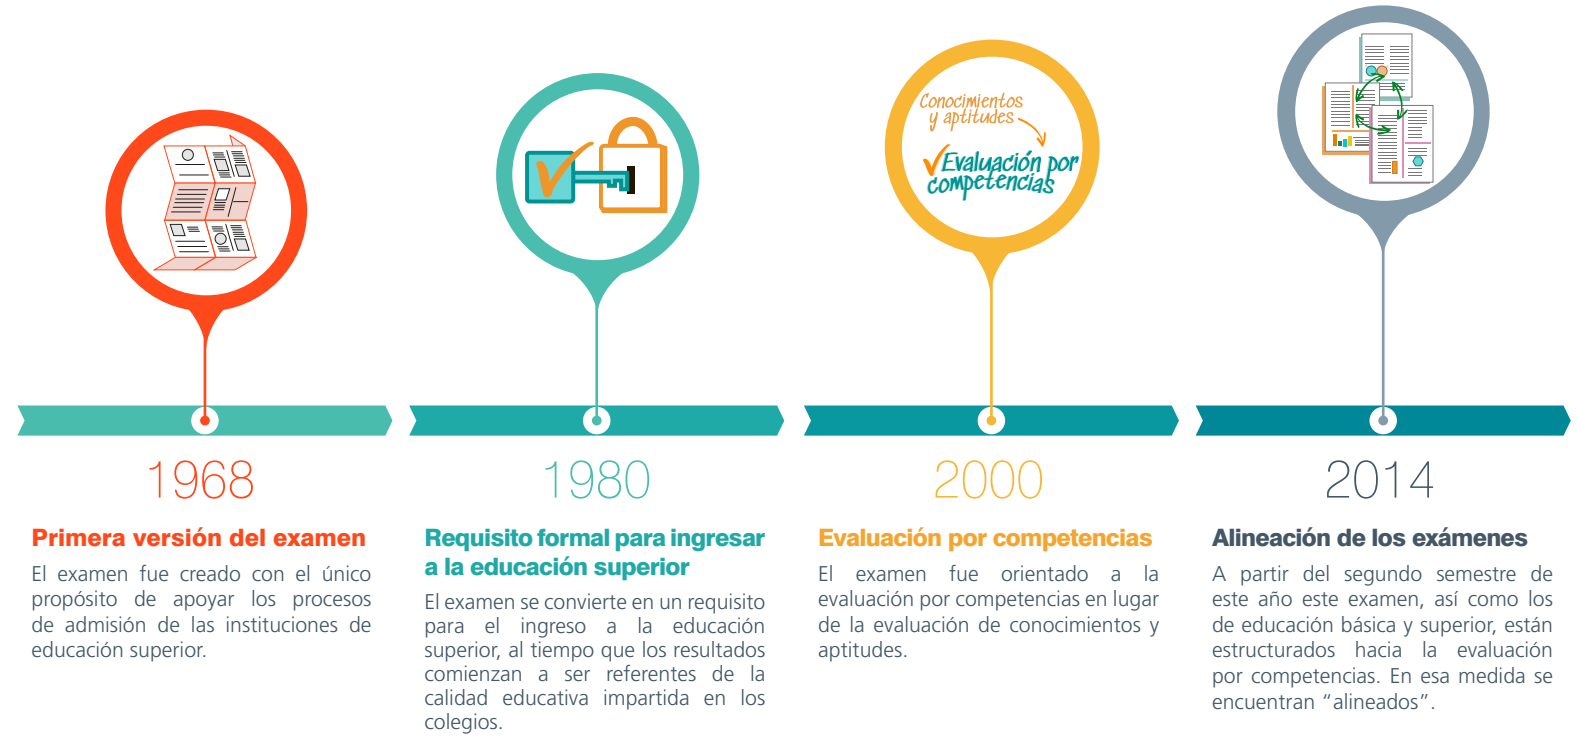 Conocimientos
y aptitudes
Evaluación por
competencias
1968
Primera versión del examen
El examen fue creado con el único
propósito de apoyar los procesos
de admisión de las instituciones de
educación superior.
1980
Requisito formal para ingresar
a la educación superior
El examen se convierte en un requisito
para el ingreso a la educación
superior, al tiempo que los resultados
comienzan a ser referentes de la
calidad educativa impartida en los
colegios.
2000
Evaluación por competencias
El examen fue orientado a la
evaluación por competencias en lugar
de la evaluación de conocimientos y
aptitudes.
2014
Alineación de los exámenes
A partir del segundo semestre de
este año este examen, así como los
de educación básica y superior, están
estructurados hacia la evaluación
por competencias. En esa medida se
encuentran “alineados”.